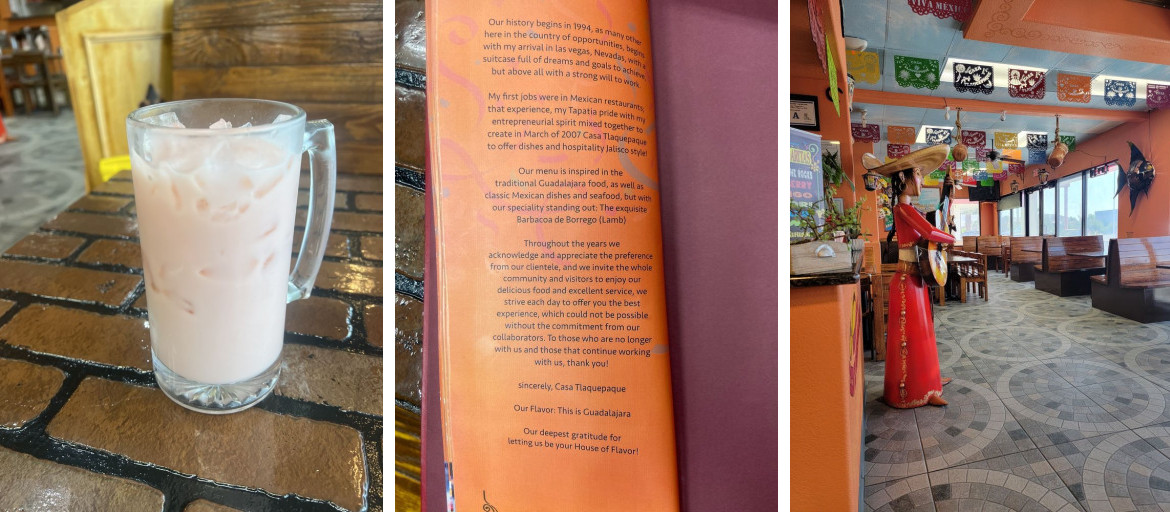 Our history begins in 1994, as many other
here in the country of opportunities, begins
with my arrival in las vegas, Nevadas, with a
suitcase full of dreams and goals to achieve,
but above all with a strong will to work.
My first jobs were in Mexican restaurants,
that experience, my Tapatia pride with my
entrepreneurial spirit mixed together to
create in March of 2007 Casa Tlaquepaque
to offer dishes and hospitality Jalisco style!
Our menu is inspired in the
traditional Guadalajara food, as well as
classic Mexican dishes and seafood, but with
our speciality standing out: The exquisite
Barbacoa de Borrego (Lamb)
Throughout the years we
acknowledge and appreciate the preference
from our clientele, and we invite the whole
community and visitors to enjoy our
delicious food and excellent service, we
strive each day to offer you the best
experience, which could not be possible
without the commitment from our
collaborators. To those who are no longer
with us and those that continue working
with us, thank you!
sincerely, Casa Tlaquepaque
Our Flavor: This is Guadalajara
Our deepest gratitude for
letting us be your House of Flavor!
VIVA MÉXICO
A